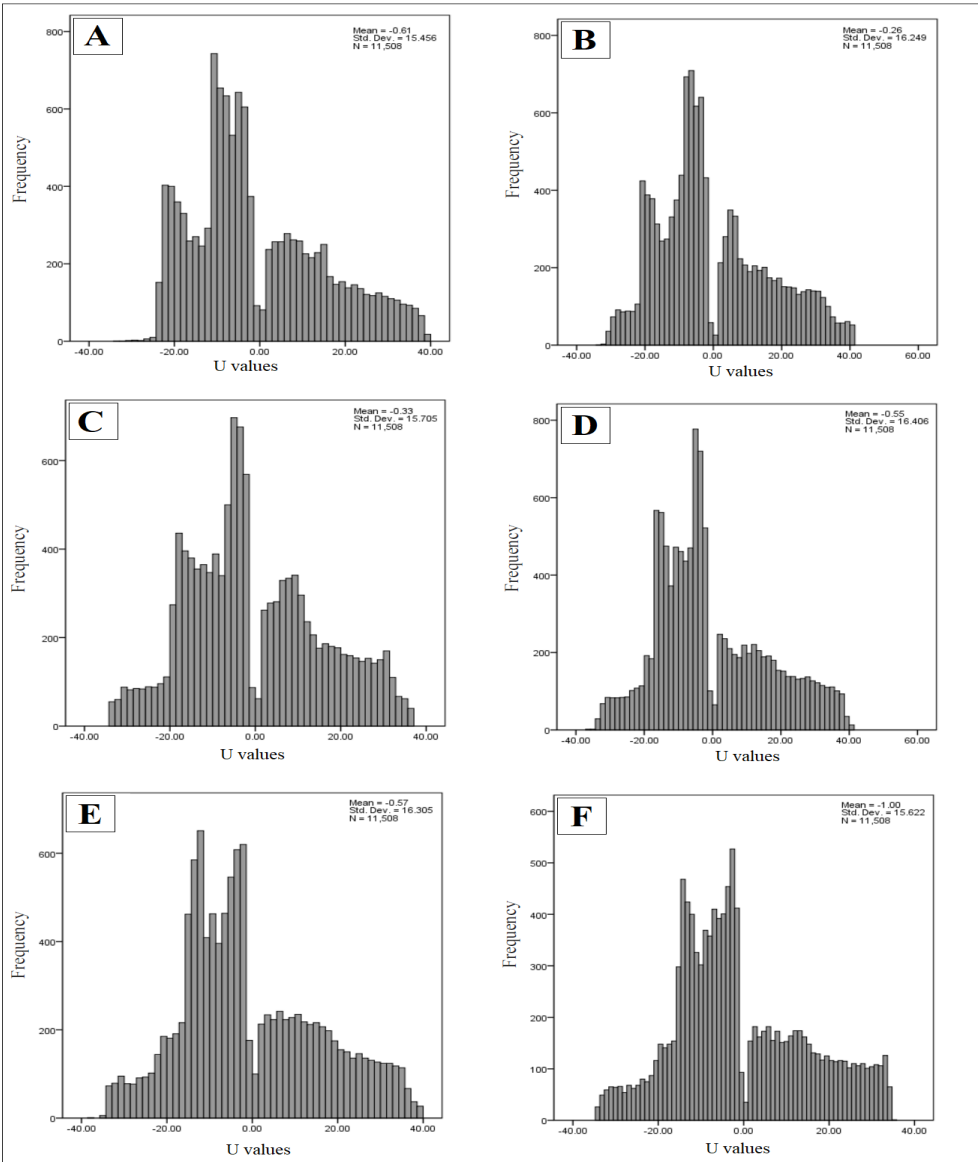 A
Mean = -0.61
Std. Dev. = 15.456
N = 11,508
Frequency
800
600
400
200
0
-40.00 -20.00 0.00 20.00 40.00
U values
B
Mean = -0.26
Std. Dev. = 16.249
N = 11,508
Frequency
800
600
400
200
0
-40.00 -20.00 0.00 20.00 40.00 60.00
U values
C
Mean = -0.33
Std. Dev. = 15.705
N = 11,508
Frequency
600
400
200
0
-40.00 -20.00 0.00 20.00 40.00
U values
D
Mean = -0.55
Std. Dev. = 16.406
N = 11,508
Frequency
800
600
400
200
0
-40.00 -20.00 0.00 20.00 40.00 60.00
U values
E
Mean = -0.57
Std. Dev. = 16.305
N = 11,508
Frequency
600
400
200
0
-40.00 -20.00 0.00 20.00 40.00
U values
F
Mean = -1.00
Std. Dev. = 15.622
N = 11,508
Frequency
600
500
400
300
200
100
0
-40.00 -20.00 0.00 20.00 40.00
U values